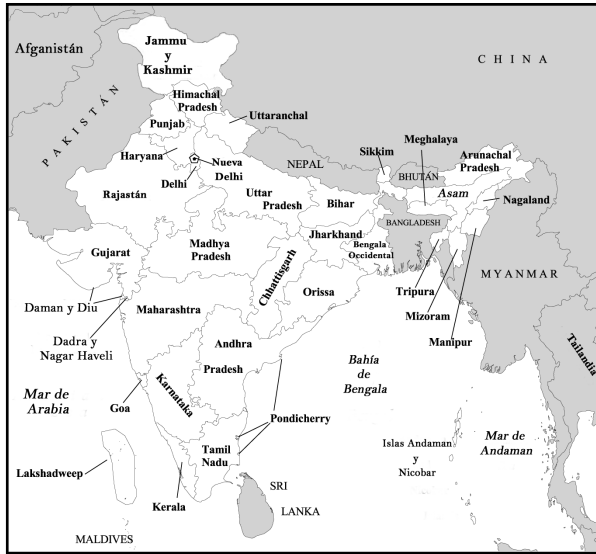 Jammu
y
Kashmir
Afganistán
CHINA
Himachal
Pradesh
PAKISTÁN
Punjab
Uttaranchal
Haryana
Nueva
Delhi
Delhi
NEPAL
Sikkim
Meghalaya
BHUTÁN
Arunachal
Pradesh
Asam
Nagaland
Rajastán
Uttar
Pradesh
Bihar
BANGLADESH
Jharkhand
Bengala
Occidental
Gujarat
Madhya
Pradesh
Chhattisgarh
MYANMAR
Tripura
Mizoram
Manipur
Daman y Diu
Maharashtra
Orissa
Dadra y
Nagar Haveli
Andhra
Pradesh
Tailandia
Bahía
de
Bengala
Mar de
Arabia
Goa
Karnataka
Pondicherry
Islas Andaman
y
Nicobar
Mar de
Andaman
Tamil
Nadu
Lakshadweep
Kerala
SRI
LANKA
MALDIVES